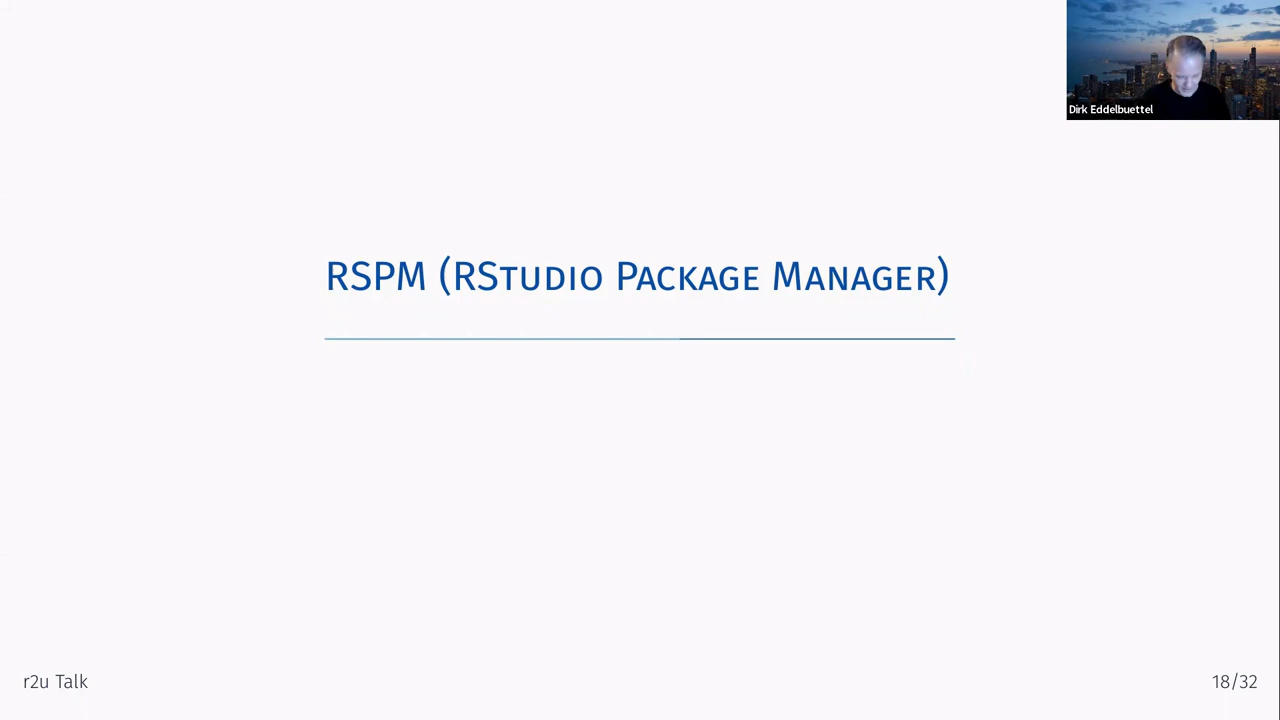 Dirk Eddelbuettel
RSPM (RStudio Package Manager)
r2u Talk
18/32